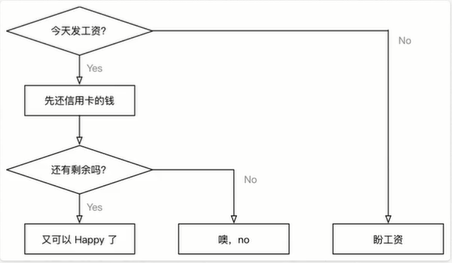 今天发工资?
No
Yes
先还信用卡的钱
还有剩余吗?
No
Yes
又可以 Happy 了
噢，no
盼工资